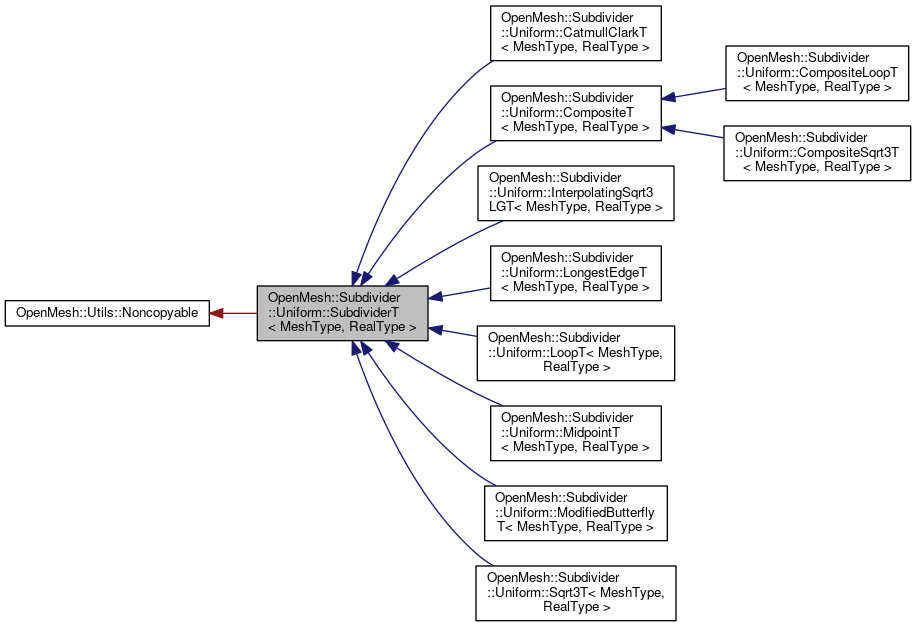 OpenMesh::Utils::Noncopyable
OpenMesh::Subdivider
::Uniform::SubdividerT
< MeshType, RealType >
OpenMesh::Subdivider
::Uniform::CatmullClarkT
< MeshType, RealType >
OpenMesh::Subdivider
::Uniform::CompositeT
< MeshType, RealType >
OpenMesh::Subdivider
::Uniform::CompositeLoopT
< MeshType, RealType >
OpenMesh::Subdivider
::Uniform::CompositeSqrt3T
< MeshType, RealType >
OpenMesh::Subdivider
::Uniform::InterpolatingSqrt3
LGT< MeshType, RealType >
OpenMesh::Subdivider
::Uniform::LongestEdgeT
< MeshType, RealType >
OpenMesh::Subdivider
::Uniform::LoopT< MeshType,
RealType >
OpenMesh::Subdivider
::Uniform::MidpointT
< MeshType, RealType >
OpenMesh::Subdivider
::Uniform::ModifiedButterfly
T< MeshType, RealType >
OpenMesh::Subdivider
::Uniform::Sqrt3T< MeshType,
RealType >